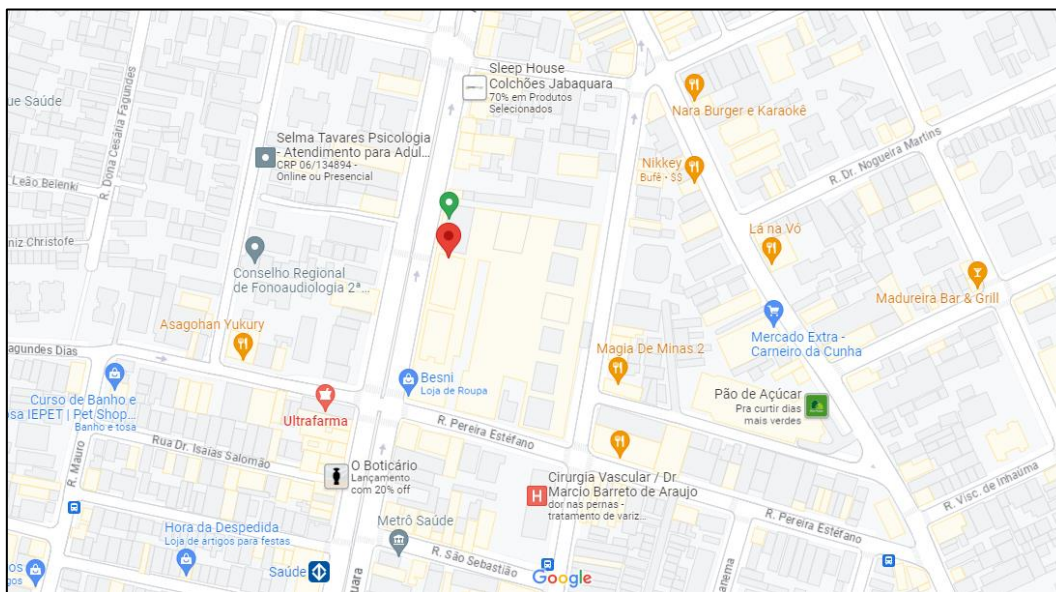 Sleep House
Colchões Jabaquara
70% em Produtos
Selecionados
Nara Burger e Karaokê
R. Dona Cesária Fagundes
ue Saúde
Selma Tavares Psicologia
- Atendimento para Adul...
CRP 06/134894 -
Online ou Presencial
Nikkey
Bufê • $$
R. Dr. Nogueira Martins
Leão Belenki
niz Christofe
Lá na Vó
Conselho Regional
de Fonoaudiologia 2ª...
Madureira Bar & Grill
Asagohan Yukury
Mercado Extra -
Carneiro da Cunha
agundes Dias
Magia De Minas 2
Besni
Loja de Roupa
Curso de Banho e
osa IEPET | Pet Shop...
Banho e tosa
Pão de Açúcar
Pra curtir dias
mais verdes
Ultrafarma
R. Pereira Estéfano
Rua Dr. Isaías Salomão
R. Mauro
O Boticário
Lançamento
com 20% off
Cirurgia Vascular / Dr
Marcio Barreto de Araujo
dor nas pernas -
tratamento de variz...
H
R. Visc. de Inhaúma
R. Pereira Estéfano
Hora da Despedida
Loja de artigos para festas
Metrô Saúde
R. São Sebastião
Saúde
os
gos
uara
anema
Google